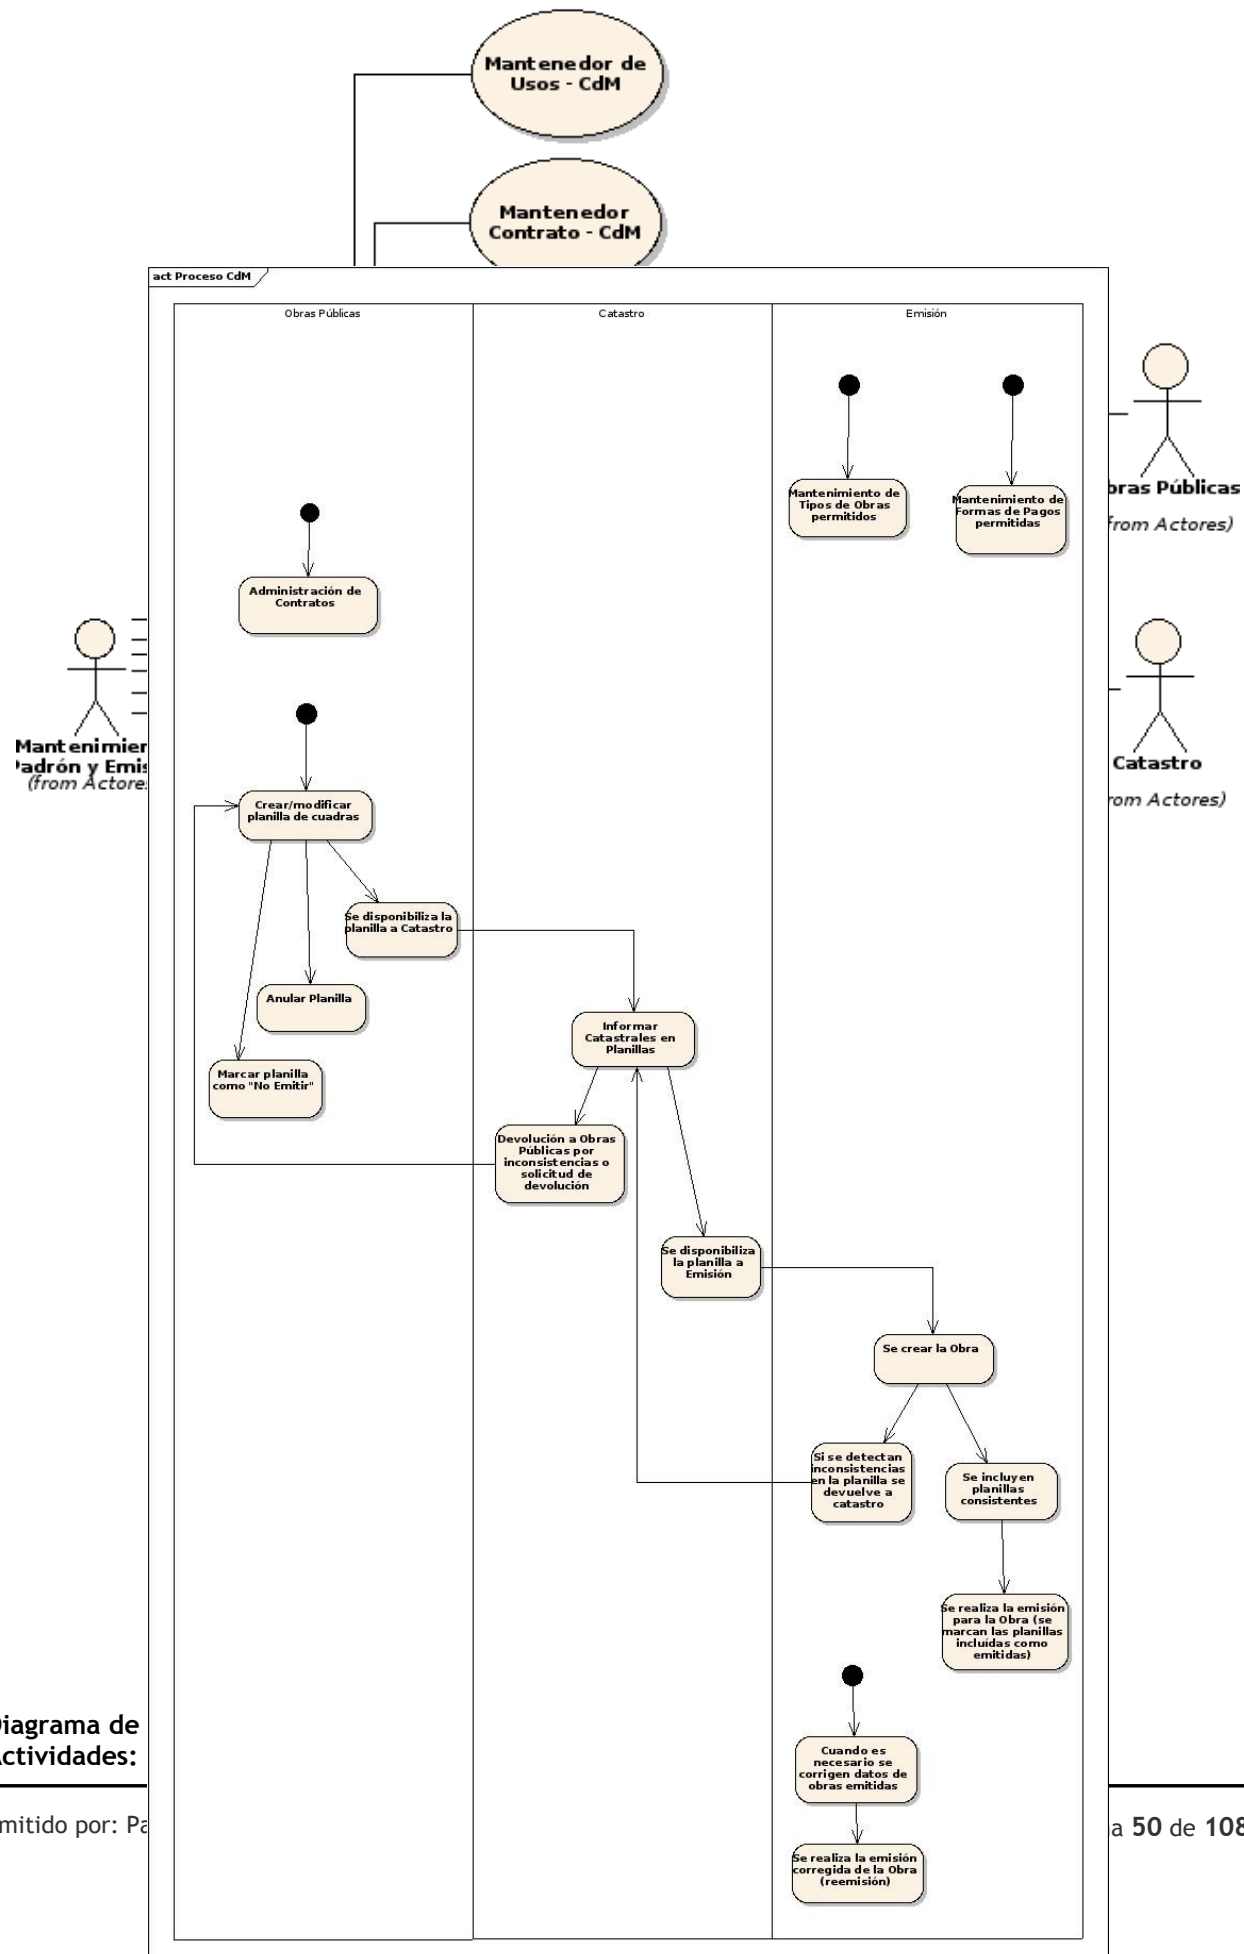 Mantenedor de
Usos - CdM
Mantenedor
Contrato - CdM
act Proceso CdM
Obras Públicas
Catastro
Emisión
Mantenimiento de
Tipos de Obras
permitidos
Mantenimiento de
Formas de Pagos
permitidas
bras Públicas
from Actores)
Administración de
Contratos
Mantenimier
Padrón y Emis
(from Actores
Catastro
rom Actores)
Crear/modificar
planilla de cuadras
Se disponibiliza la
planilla a Catastro
Anular Planilla
Informar
Catastrales en
Planillas
Marcar planilla
como "No Emitir"
Devolución a Obras
Públicas por
inconsistencias o
solicitud de
devolución
Se disponibiliza
la planilla a
Emisión
Se crear la Obra
Si se detectan
inconsistencias
en la planilla se
devuelve a
catastro
Se incluyen
planillas
consistentes
Se realiza la emisión
para la Obra (se
marcan las planillas
incluídas como
emitidas)
Cuando es
necesario se
corrigen datos de
obras emitidas
Se realiza la emisión
corregida de la Obra
(reemisión)
Diagrama de
Actividades:
mitido por: Pa
a 50 de 108